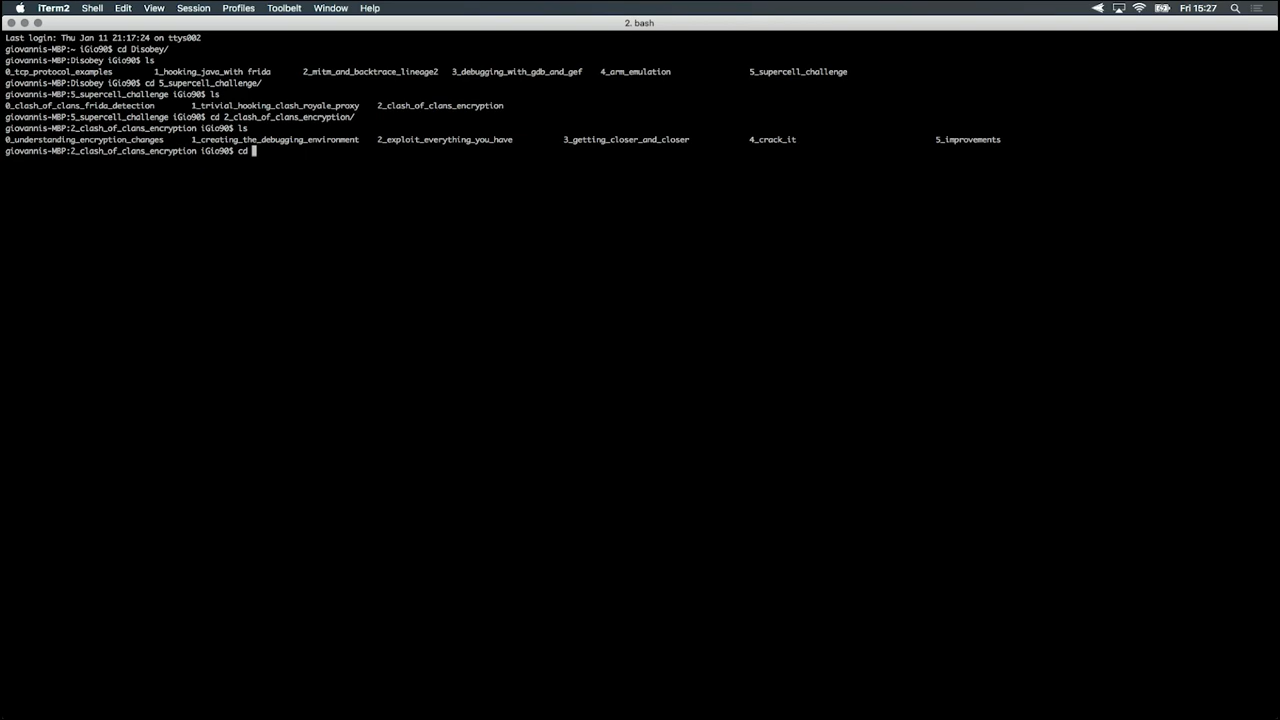 iTerm2 Shell Edit View Session Profiles Toolbelt Window Help Fri 15:27
2. bash
Last login: Thu Jan 11 21:17:24 on ttys002
giovannis-MBP:~ iGio90$ cd Disobey/
giovannis-MBP:Disobey iGio90$ ls
0_tcp_protocol_examples 1_hooking_java_with frida 2_mitm_and_backtrace_lineage2 3_debugging_with_gdb_and_gef 4_arm_emulation 5_supercell_challenge
giovannis-MBP:Disobey iGio90$ cd 5_supercell_challenge/
giovannis-MBP:5_supercell_challenge iGio90$ ls
0_clash_of_clans_frida_detection 1_trivial_hooking_clash_royale_proxy 2_clash_of_clans_encryption
giovannis-MBP:5_supercell_challenge iGio90$ cd 2_clash_of_clans_encryption/
giovannis-MBP:2_clash_of_clans_encryption iGio90$ ls
0_understanding_encryption_changes 1_creating_the_debugging_environment 2_exploit_everything_you_have 3_getting_closer_and_closer 4_crack_it 5_improvements
giovannis-MBP:2_clash_of_clans_encryption iGio90$ cd